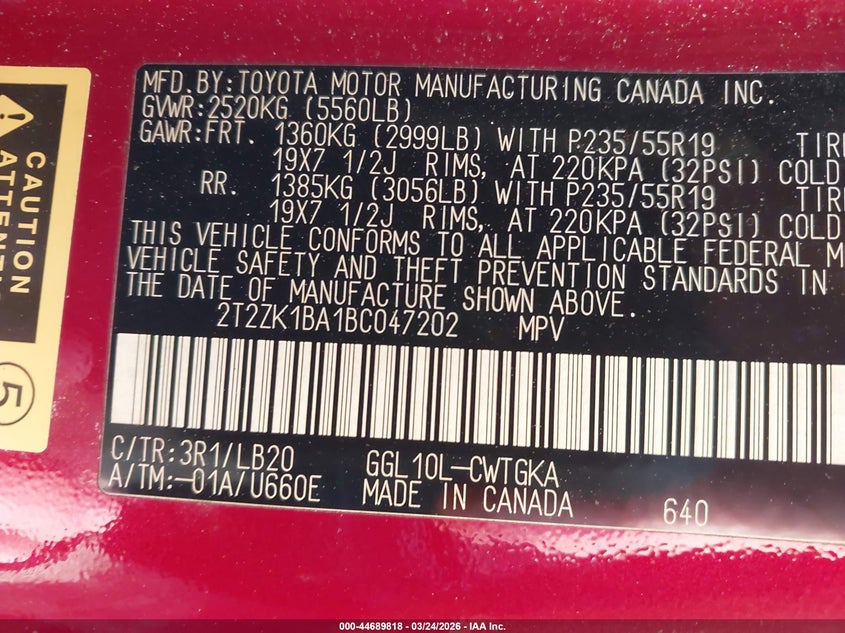 MFD.BY:TOYOTA MOTOR MANUFACTURING CANADA INC.
GVWR:2520KG (5560LB)
GAWR:FRT. 1360KG (2999LB) WITH P235/55R19 TIRE
19X7 1/2J RIMS, AT 220KPA (32PSI) COLD
RR. 1385KG (3056LB) WITH P235/55R19 TIRE
19X7 1/2J RIMS, AT 220KPA (32PSI) COLD
THIS VEHICLE CONFORMS TO ALL APPLICABLE FEDERAL M
VEHICLE SAFETY AND THEFT PREVENTION STANDARDS IN
THE DATE OF MANUFACTURE SHOWN ABOVE.
2T2ZK1BA1BC047202 MPV
C/TR:3R1/LB20 GGL10L-CWTGKA
A/TM:-01A/U660E MADE IN CANADA 640
CAUTION
ATTENTI
5
000-44689818 - 03/24/2026 - IAA Inc.